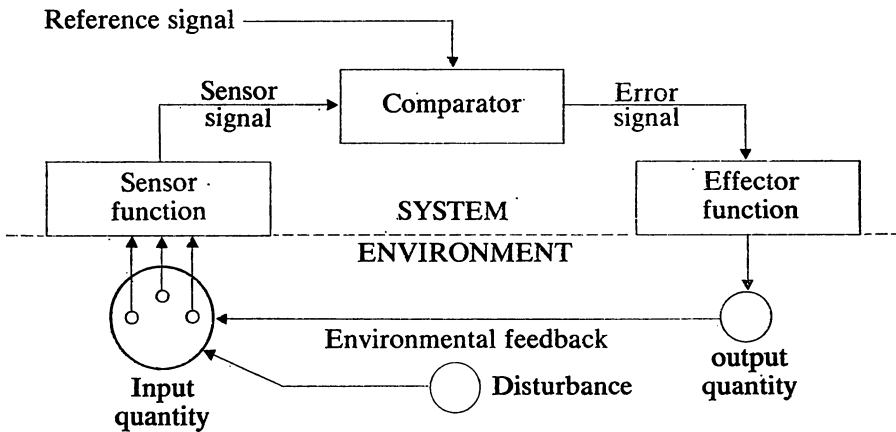 Reference signal
Sensor
signal
Comparator
Error
signal
Sensor
function
SYSTEM
Effector
function
ENVIRONMENT
Environmental feedback
output
quantity
Input
quantity
Disturbance